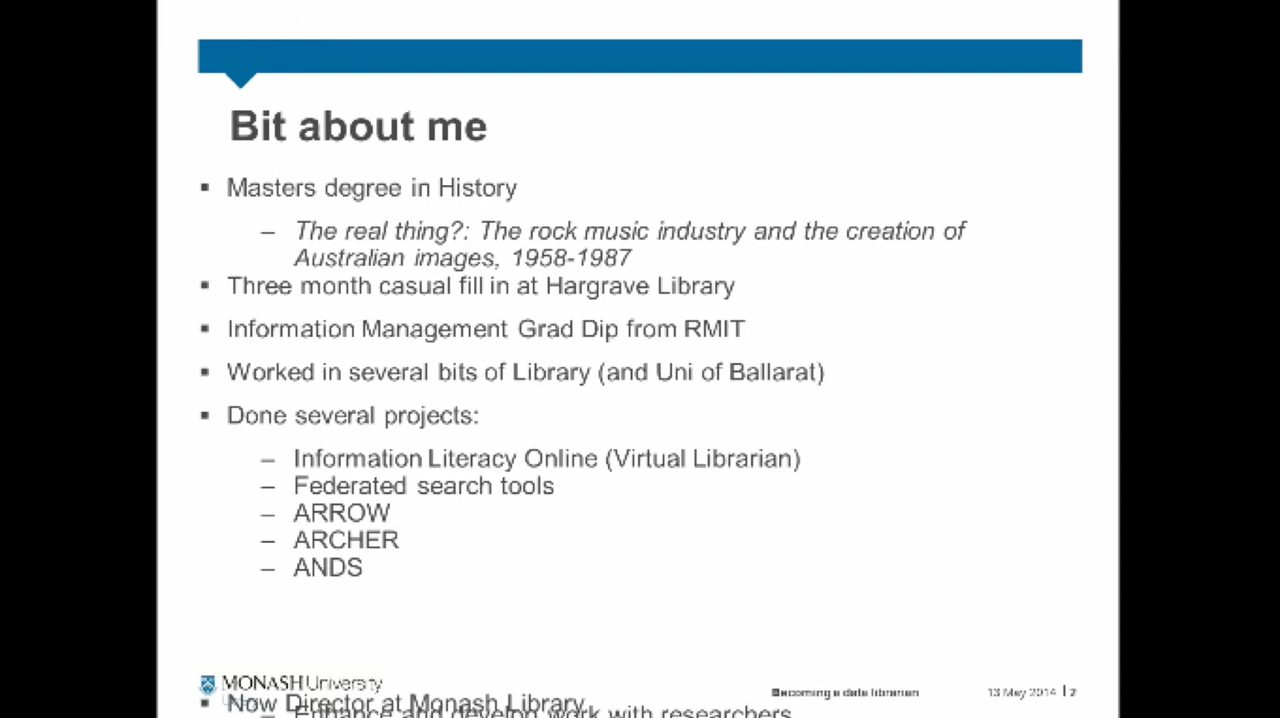 Bit about me
▪ Masters degree in History
– The real thing?: The rock music industry and the creation of
Australian images, 1958-1987
▪ Three month casual fill in at Hargrave Library
▪ Information Management Grad Dip from RMIT
▪ Worked in several bits of Library (and Uni of Ballarat)
▪ Done several projects:
– Information Literacy Online (Virtual Librarian)
– Federated search tools
– ARROW
– ARCHER
– ANDS
MONASH University
▪ Now Director at Monash Library
– Enhance and develop work with researchers
Becoming a data librarian
13 May 2014 | 2